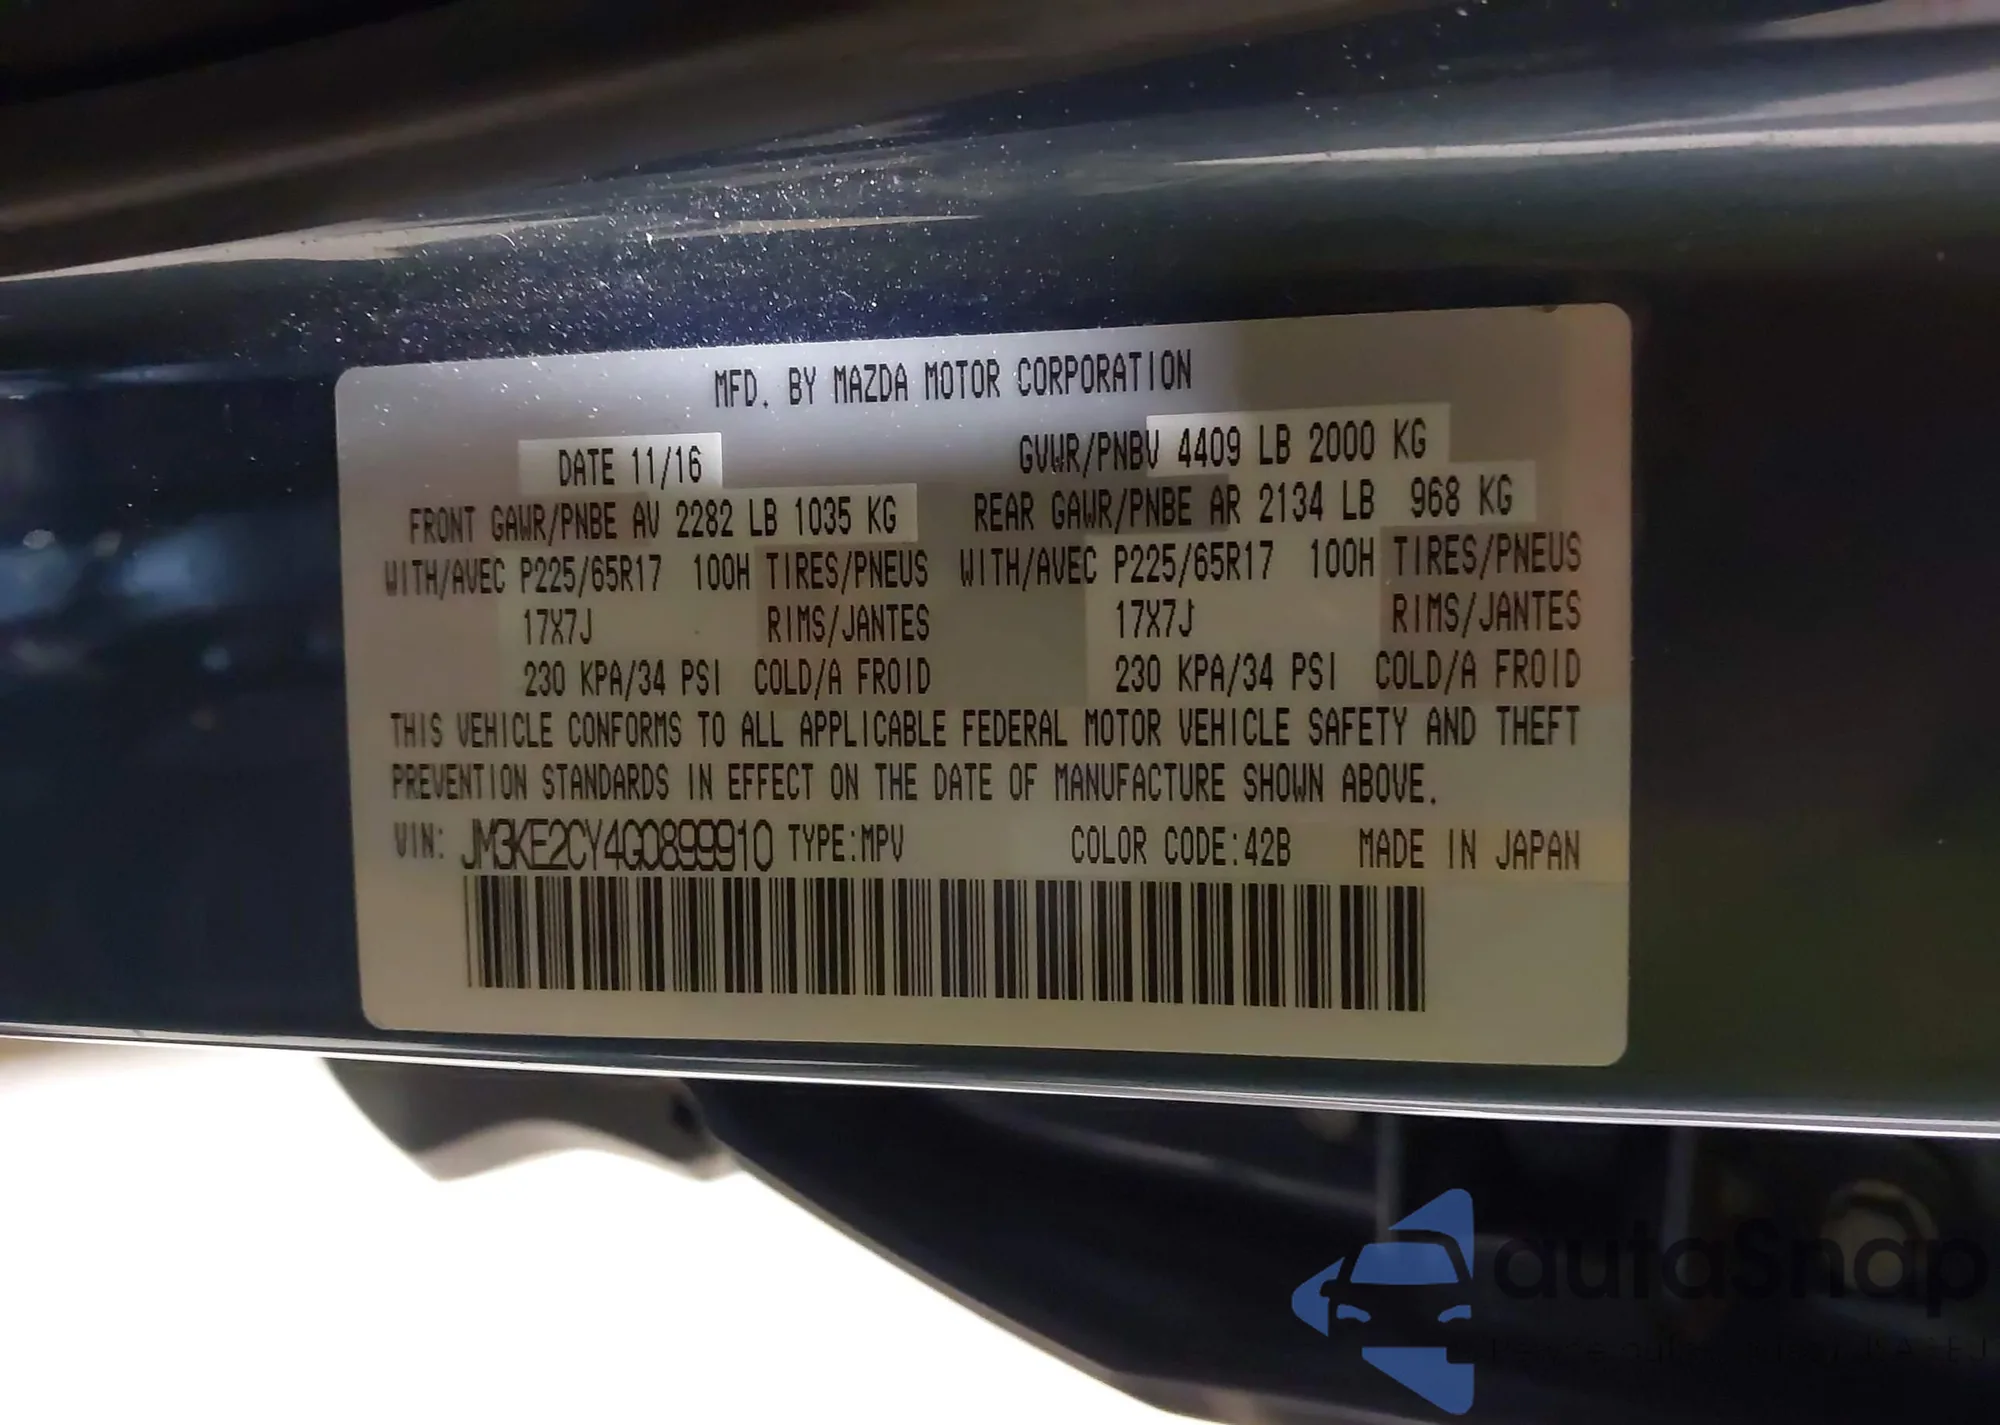 MFD. BY MAZDA MOTOR CORPORATION
DATE 11/16 GVWR/PNBV 4409 LB 2000 KG
FRONT GAWR/PNBE AV 2282 LB 1035 KG REAR GAWR/PNBE AR 2134 LB 968 KG
WITH/AVEC P225/65R17 100H TIRES/PNEUS WITH/AVEC P225/65R17 100H TIRES/PNEUS
17X7J RIMS/JANTES 17X7J RIMS/JANTES
230 KPA/34 PSI COLD/A FROID 230 KPA/34 PSI COLD/A FROID
THIS VEHICLE CONFORMS TO ALL APPLICABLE FEDERAL MOTOR VEHICLE SAFETY AND THEFT
PREVENTION STANDARDS IN EFFECT ON THE DATE OF MANUFACTURE SHOWN ABOVE.
VIN: JM3KE2CY4G0899910 TYPE:MPV COLOR CODE:42B MADE IN JAPAN
autoSnap